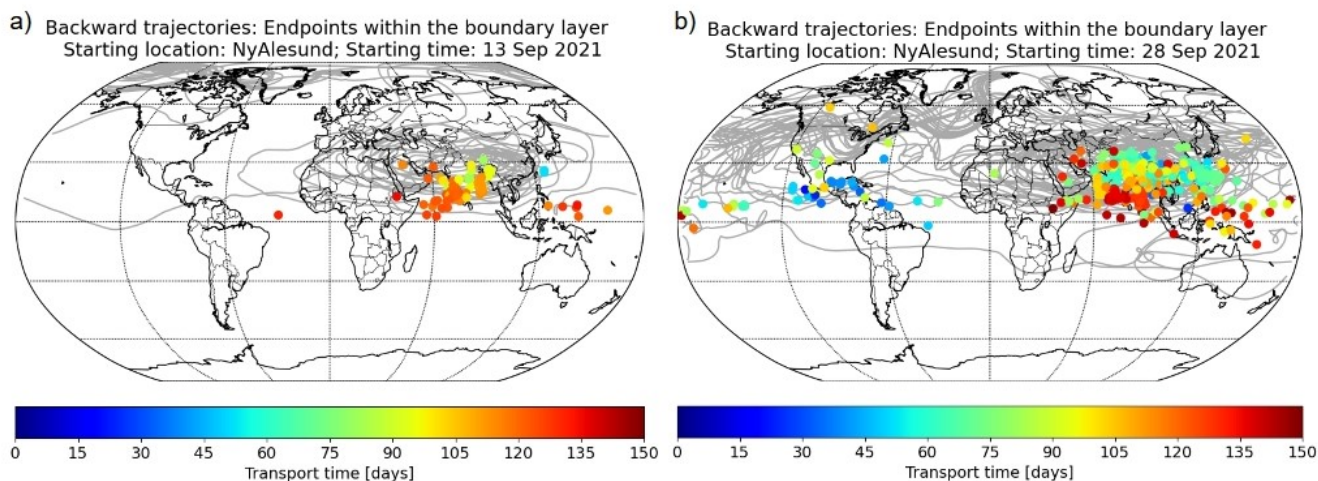 a) Backward trajectories: Endpoints within the boundary layer
Starting location: NyAlesund; Starting time: 13 Sep 2021
0 15 30 45 60 75 90 105 120 135 150
Transport time [days]
b) Backward trajectories: Endpoints within the boundary layer
Starting location: NyAlesund; Starting time: 28 Sep 2021
0 15 30 45 60 75 90 105 120 135 150
Transport time [days]